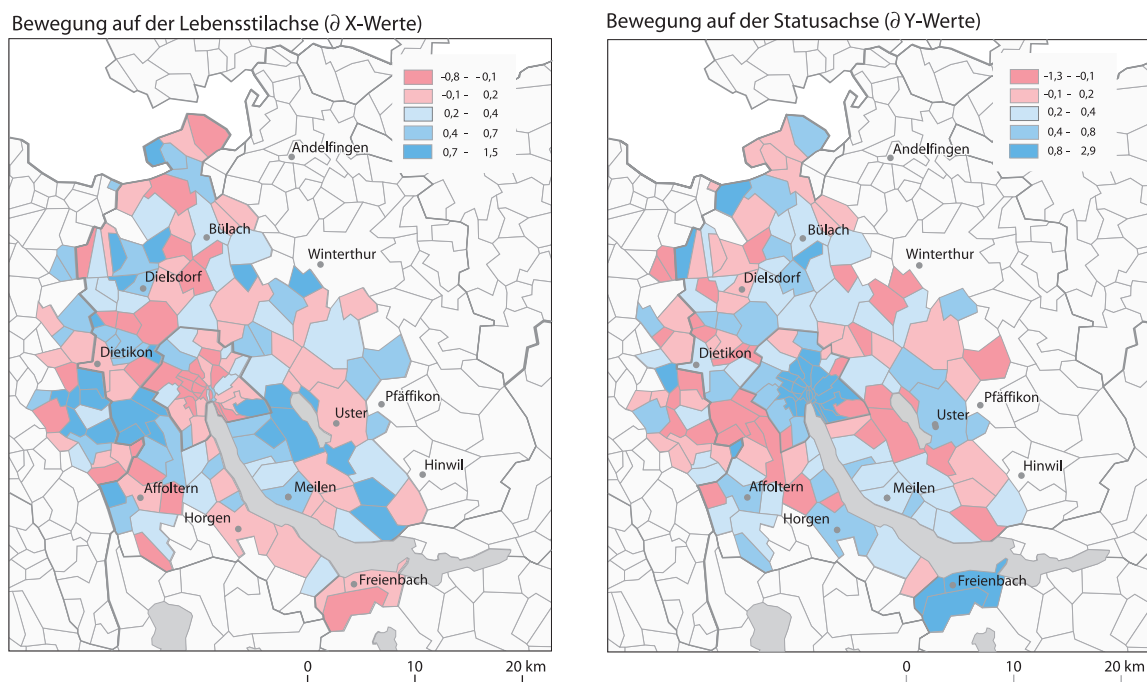 Bewegung auf der Lebensstilachse (∂ X-Werte)
-0,8 - -0,1
-0,1 - 0,2
0,2 - 0,4
0,4 - 0,7
0,7 - 1,5
Andelfingen
Bülach
Winterthur
Dielsdorf
Dietikon
Pfäffikon
Uster
Hinwil
Affoltern
Meilen
Horgen
Freienbach
0 10 20 km
Bewegung auf der Statusachse (∂ Y-Werte)
-1,3 - -0,1
-0,1 - 0,2
0,2 - 0,4
0,4 - 0,8
0,8 - 2,9
Andelfingen
Bülach
Winterthur
Dielsdorf
Dietikon
Pfäffikon
Uster
Hinwil
Affoltern
Meilen
Horgen
Freienbach
0 10 20 km